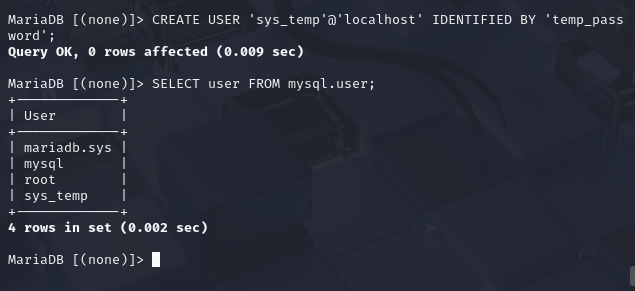 MariaDB [(none)]> CREATE USER 'sys_temp'@'localhost' IDENTIFIED BY 'temp_pass
word';
Query OK, 0 rows affected (0.009 sec)
MariaDB [(none)]> SELECT user FROM mysql.user;
+-------------+
| User        |
+-------------+
| mariadb.sys |
| mysql       |
| root        |
| sys_temp    |
+-------------+
4 rows in set (0.002 sec)
MariaDB [(none)]>